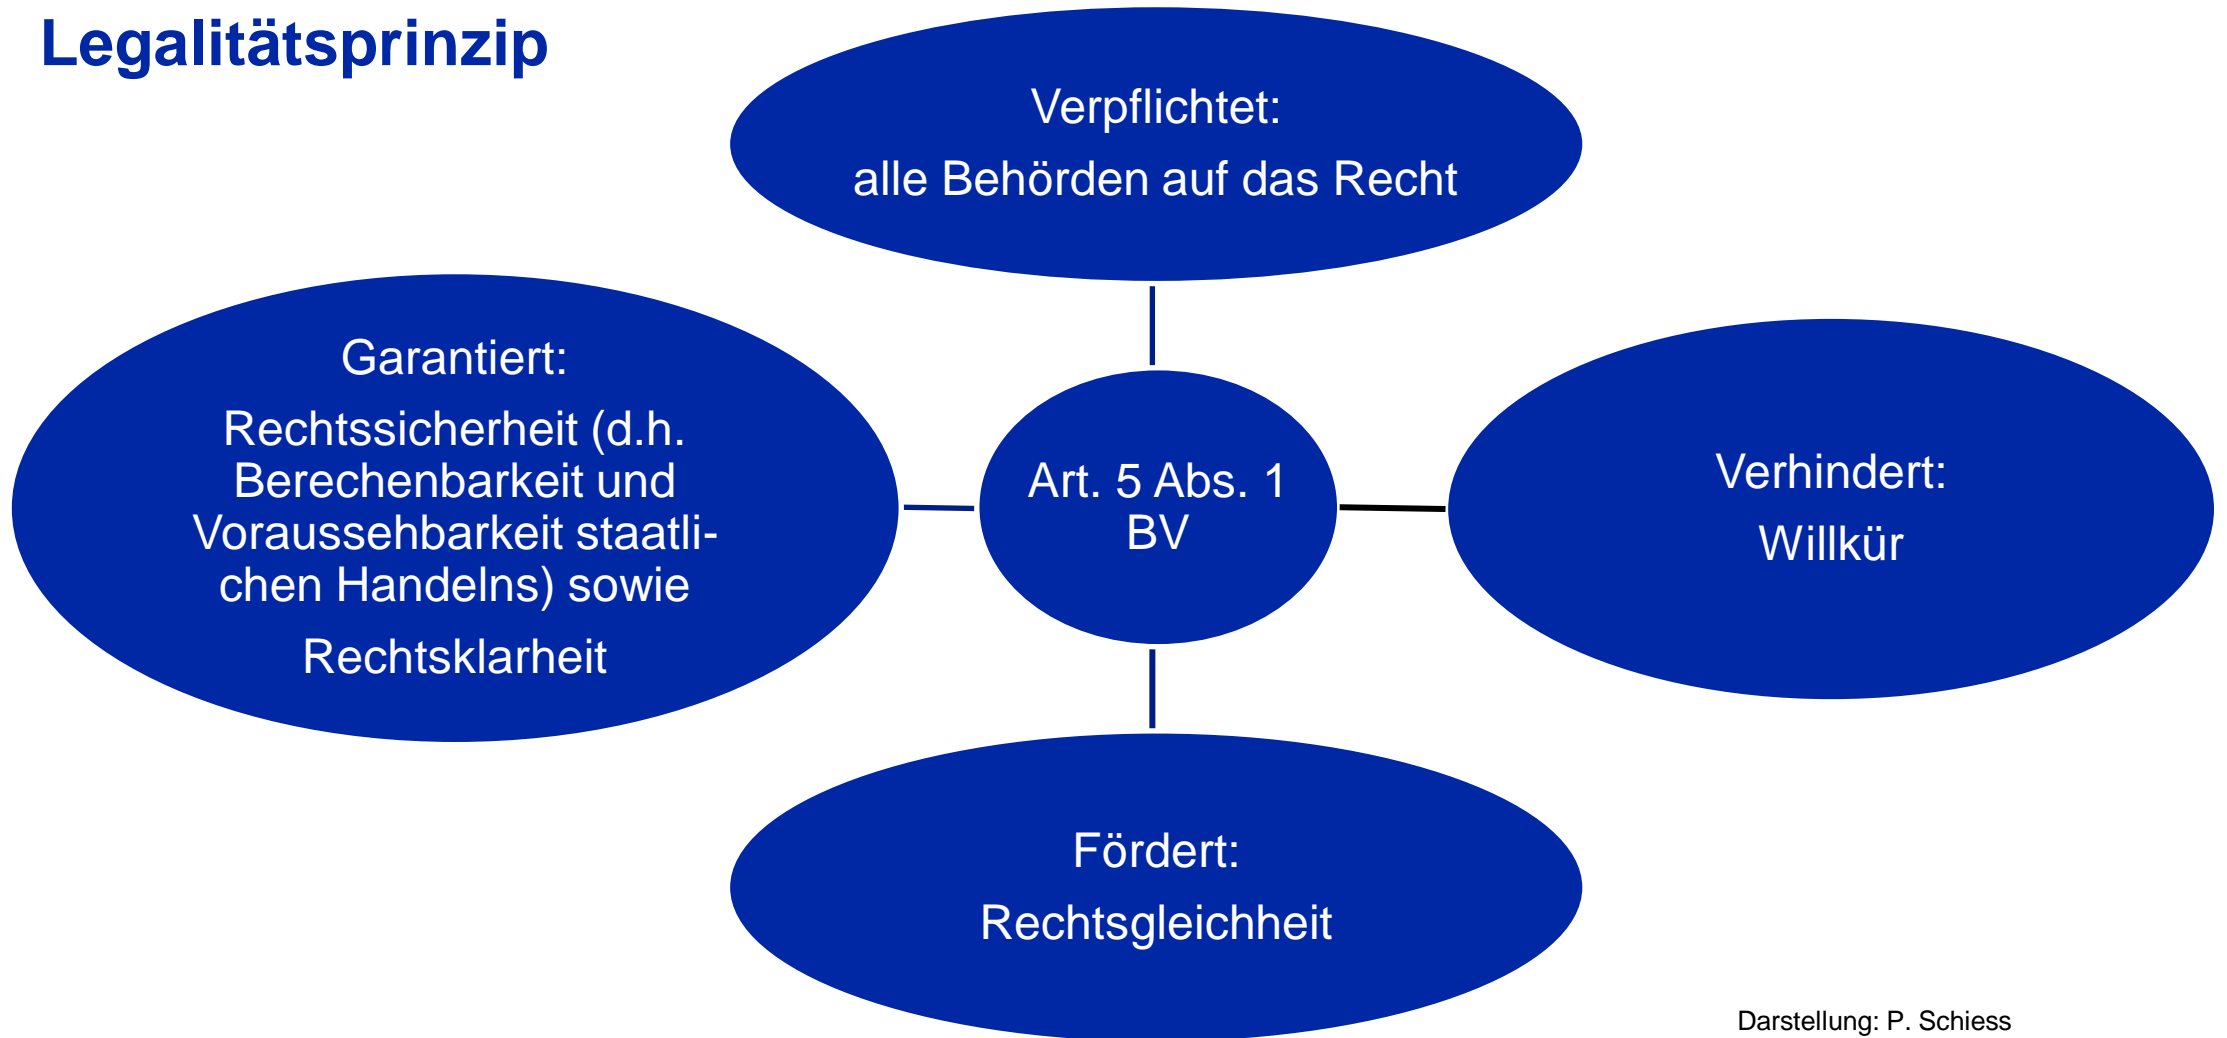 Legalitätsprinzip
Verpflichtet:
alle Behörden auf das Recht
Garantiert:
Rechtssicherheit (d.h.
Berechenbarkeit und
Voraussehbarkeit staatli-
chen Handelns) sowie
Rechtsklarheit
Art. 5 Abs. 1
BV
Verhindert:
Willkür
Fördert:
Rechtsgleichheit
Darstellung: P. Schiess